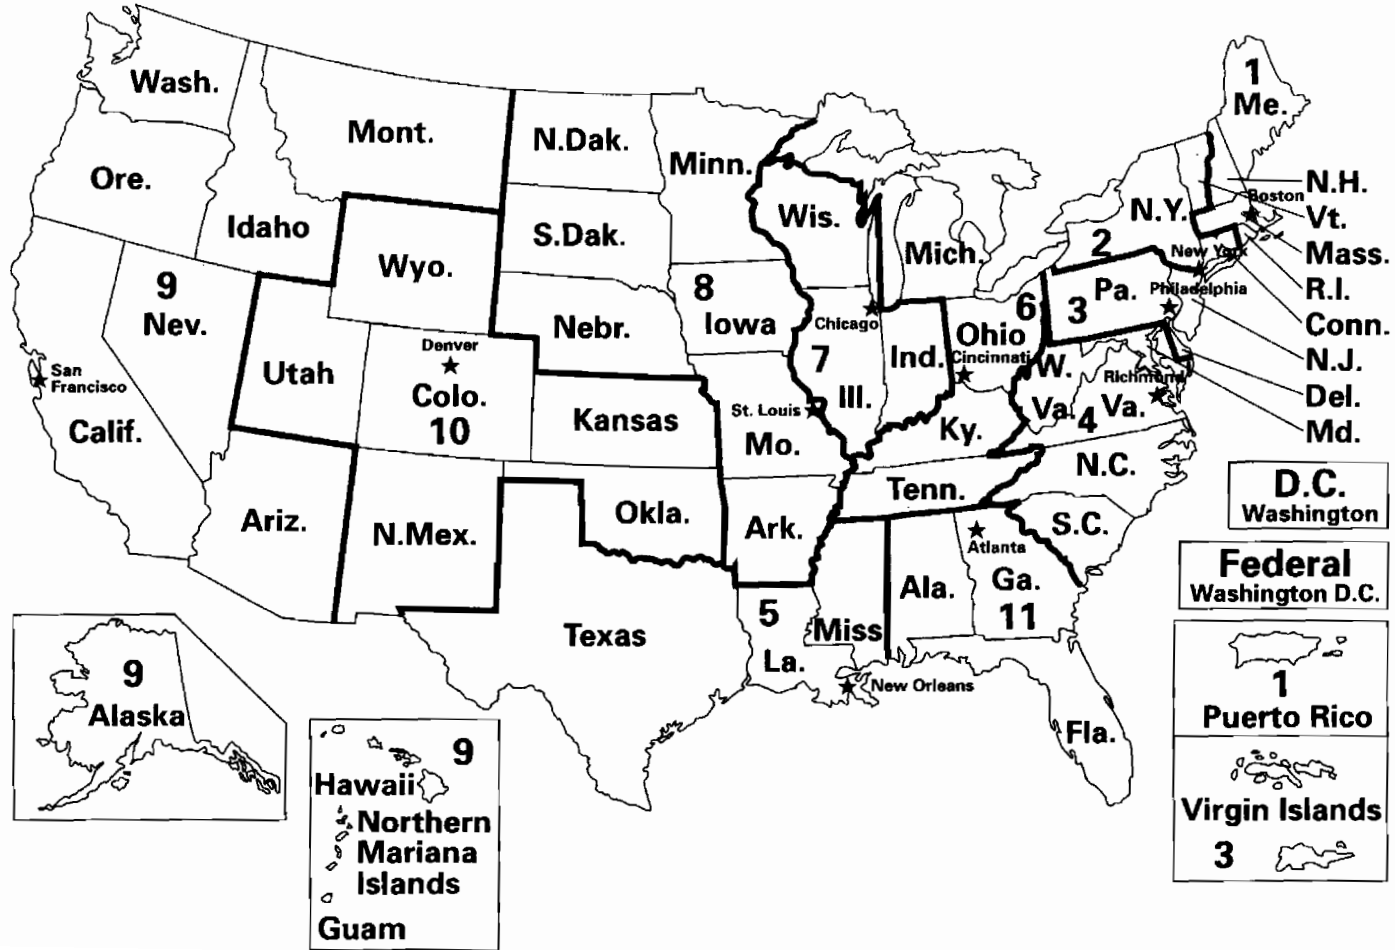 1
Me.
Wash.
Mont.
N.Dak.
Minn.
Ore.
N.H.
Boston
Idaho
S.Dak.
Wis.
Mich.
N.Y.
2
Vt.
New York
Mass.
Wyo.
9
Nev.
8
Iowa
6
Ohio
Pa.
3
Philadelphia
R.I.
Nebr.
Chicago
Conn.
Denver
Colo.
10
Utah
7
Ill.
Ind.
Cincinnati
W.
Va.
Richmond
N.J.
San
Francisco
Calif.
Kansas
St. Louis
Mo.
Ky.
4
Va.
Del.
Md.
Ariz.
N.Mex.
Okla.
Ark.
Tenn.
N.C.
S.C.
D.C.
Washington
Atlanta
Ga.
11
Federal
Washington D.C.
Texas
5
La.
Miss
Ala.
New Orleans
Fla.
9
Alaska
1
Puerto Rico
9
Hawaii
Northern
Mariana
Islands
Guam
Virgin Islands
3